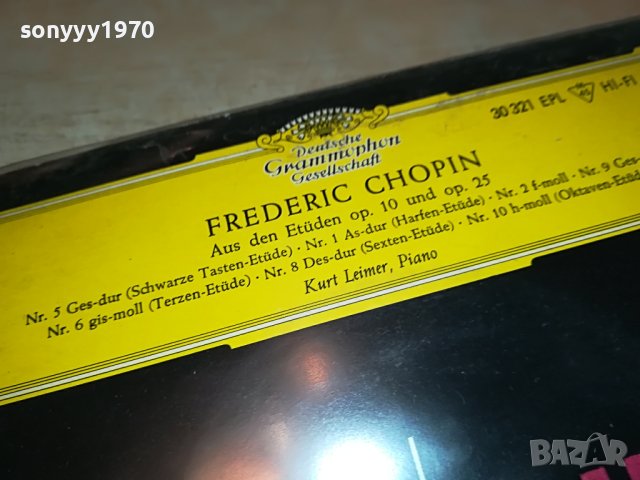 sonyyy1970
30 321 EPL 45 HI-FI
Deutsche
Grammophon
Gesellschaft
FREDERIC CHOPIN
Aus den Etüden op. 10 und op. 25
Nr. 5 Ges-dur (Schwarze Tasten-Etüde) · Nr. 1 As-dur (Harfen-Etüde) · Nr. 2 f-moll · Nr. 9 Ges-
Nr. 6 gis-moll (Terzen-Etüde) · Nr. 8 Des-dur (Sexten-Etüde) · Nr. 10 h-moll (Oktaven-Etüde
Kurt Leimer, Piano
BAZAR